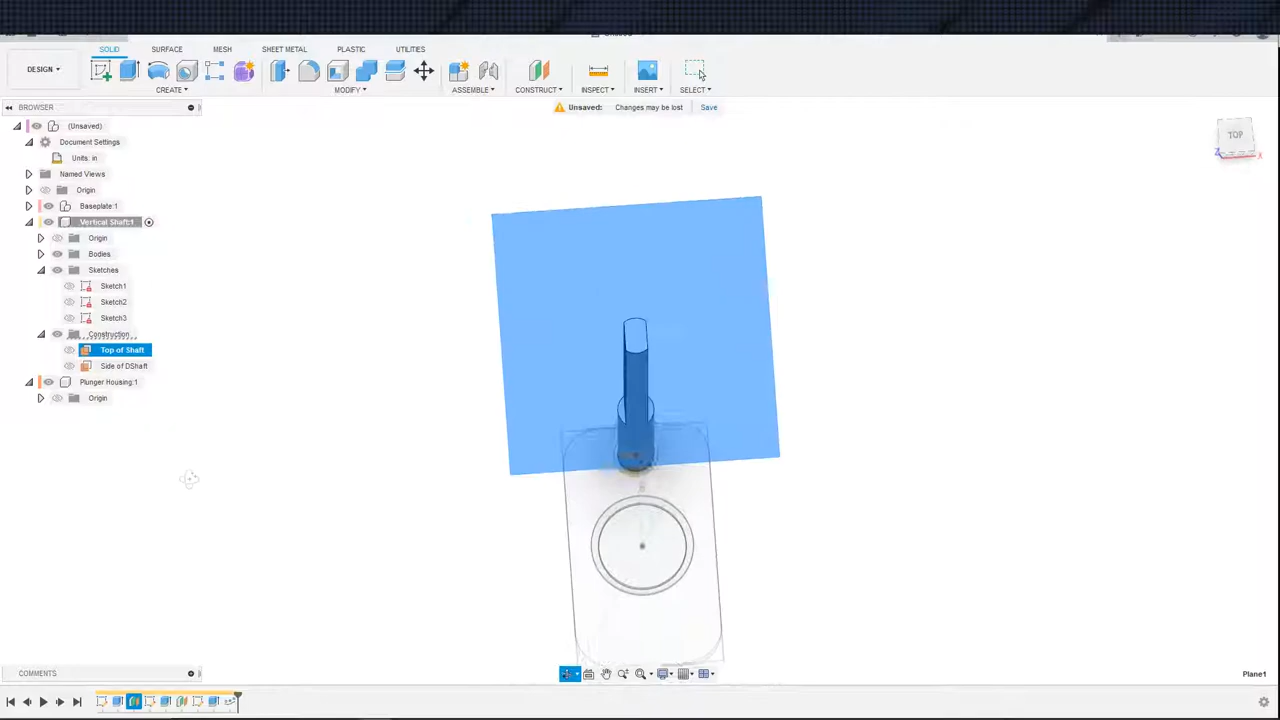 SOLID SURFACE MESH SHEET METAL PLASTIC UTILITIES
DESIGN
CREATE MODIFY ASSEMBLE CONSTRUCT INSPECT INSERT SELECT
BROWSER
Unsaved: Changes may be lost Save
(Unsaved)
TOP
Document Settings
Z X
Units: in
Named Views
Origin
Baseplate:1
Vertical Shaft:1
Origin
Bodies
Sketches
Sketch1
Sketch2
Sketch3
Construction
Top of Shaft
Side of DShaft
Plunger Housing:1
Origin
COMMENTS
Plane1